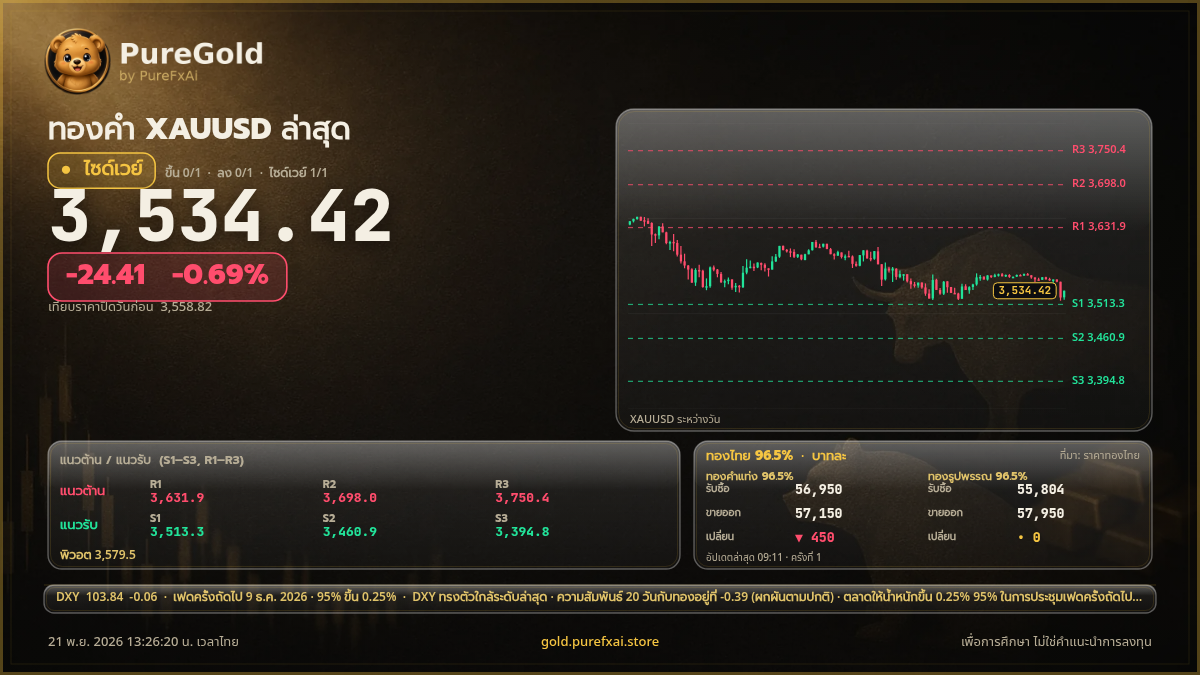 PureGold
by PureFxAi
ทองคำ XAUUSD ล่าสุด
• ไซด์เวย์ ขึ้น 0/1 · ลง 0/1 · ไซด์เวย์ 1/1
3,534.42
-24.41 -0.69%
เทียบราคาปิดวันก่อน 3,558.82
R3 3,750.4
R2 3,698.0
R1 3,631.9
3,534.42
S1 3,513.3
S2 3,460.9
S3 3,394.8
XAUUSD ระหว่างวัน
แนวต้าน / แนวรับ (S1–S3, R1–R3)
R1 R2 R3
แนวต้าน 3,631.9 3,698.0 3,750.4
S1 S2 S3
แนวรับ 3,513.3 3,460.9 3,394.8
พิวอต 3,579.5
ทองไทย 96.5% · บาทละ ที่มา: ราคาทองไทย
ทองคำแท่ง 96.5% ทองรูปพรรณ 96.5%
รับซื้อ 56,950 รับซื้อ 55,804
ขายออก 57,150 ขายออก 57,950
เปลี่ยน ▼ 450 เปลี่ยน • 0
อัปเดตล่าสุด 09:11 · ครั้งที่ 1
DXY 103.84 -0.06 · เฟดครั้งถัดไป 9 ธ.ค. 2026 · 95% ขึ้น 0.25% · DXY ทรงตัวใกล้ระดับล่าสุด · ความสัมพันธ์ 20 วันกับทองอยู่ที่ -0.39 (ผกผันตามปกติ) · ตลาดให้น้ำหนักขึ้น 0.25% 95% ในการประชุมเฟดครั้งถัดไป...
21 พ.ย. 2026 13:26:20 น. เวลาไทย gold.purefxai.store เพื่อการศึกษา ไม่ใช่คำแนะนำการลงทุน